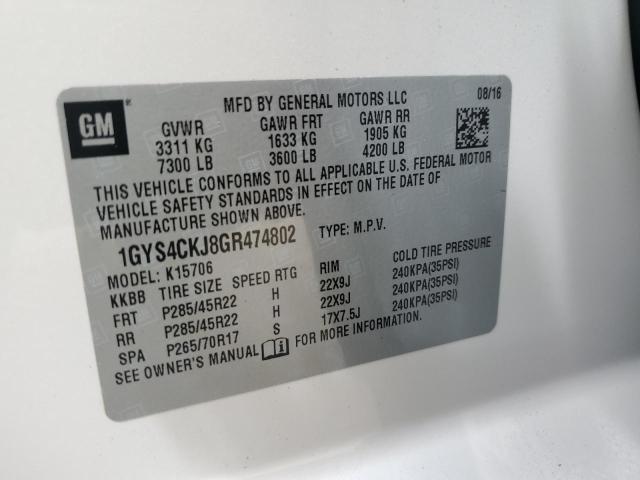 GM
MFD BY GENERAL MOTORS LLC 08/16
GVWR GAWR FRT GAWR RR
3311 KG 1633 KG 1905 KG
7300 LB 3600 LB 4200 LB
THIS VEHICLE CONFORMS TO ALL APPLICABLE U.S. FEDERAL MOTOR
VEHICLE SAFETY STANDARDS IN EFFECT ON THE DATE OF
MANUFACTURE SHOWN ABOVE.
1GYS4CKJ8GR474802 TYPE: M.P.V.
MODEL: K15706
KKBB TIRE SIZE SPEED RTG RIM COLD TIRE PRESSURE
FRT P285/45R22 H 22X9J 240KPA(35PSI)
RR P285/45R22 H 22X9J 240KPA(35PSI)
SPA P265/70R17 S 17X7.5J 240KPA(35PSI)
SEE OWNER'S MANUAL FOR MORE INFORMATION.